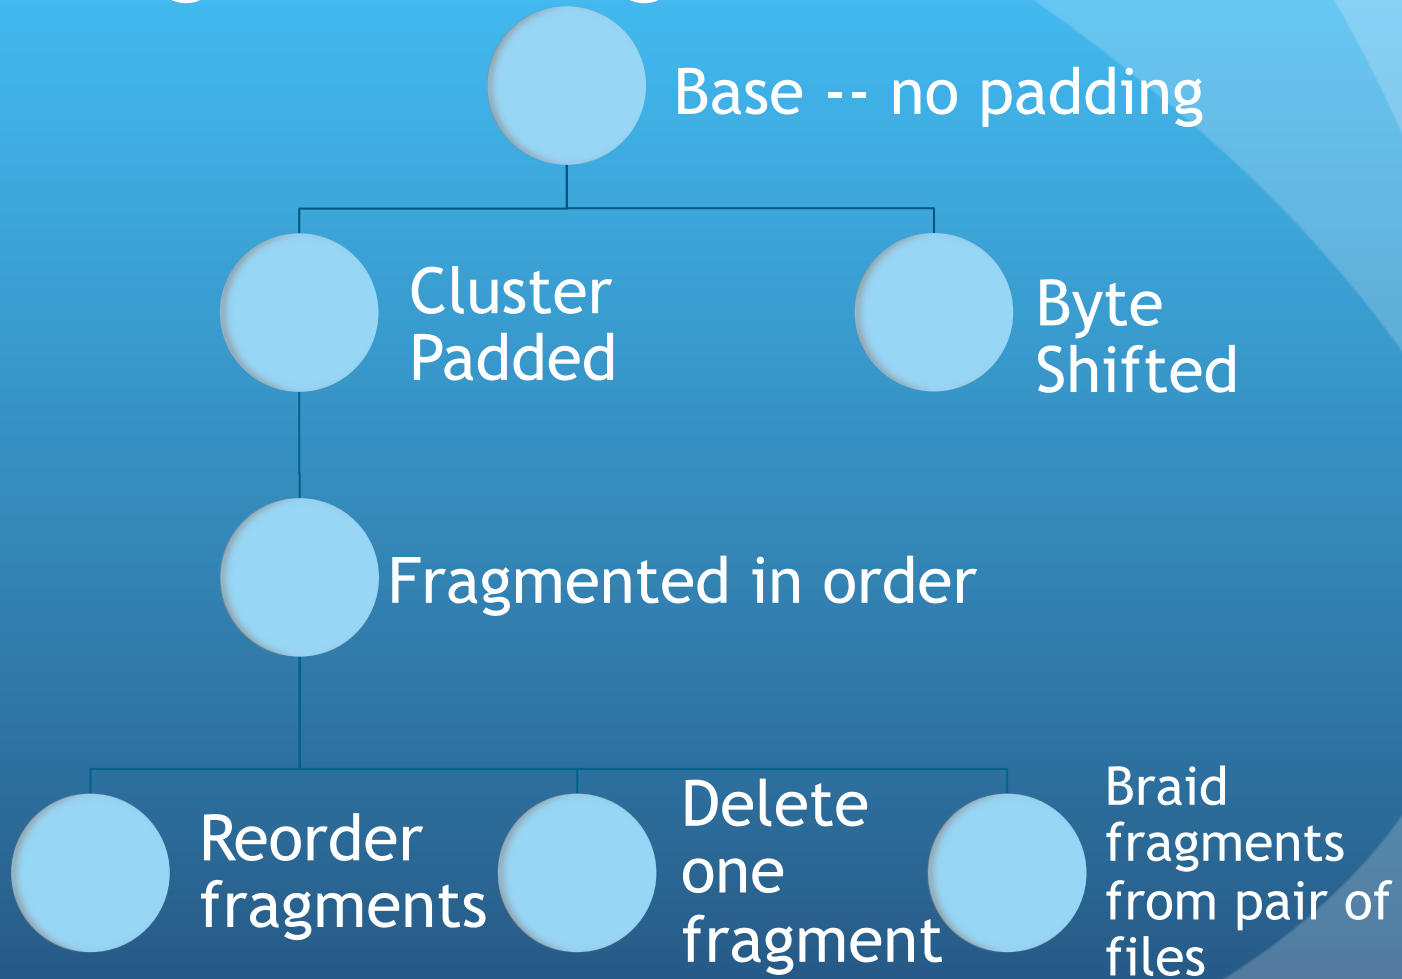 Base -- no padding
Cluster
Padded
Byte
Shifted
Fragmented in order
Reorder
fragments
Delete
one
fragment
Braid
fragments
from pair of
files